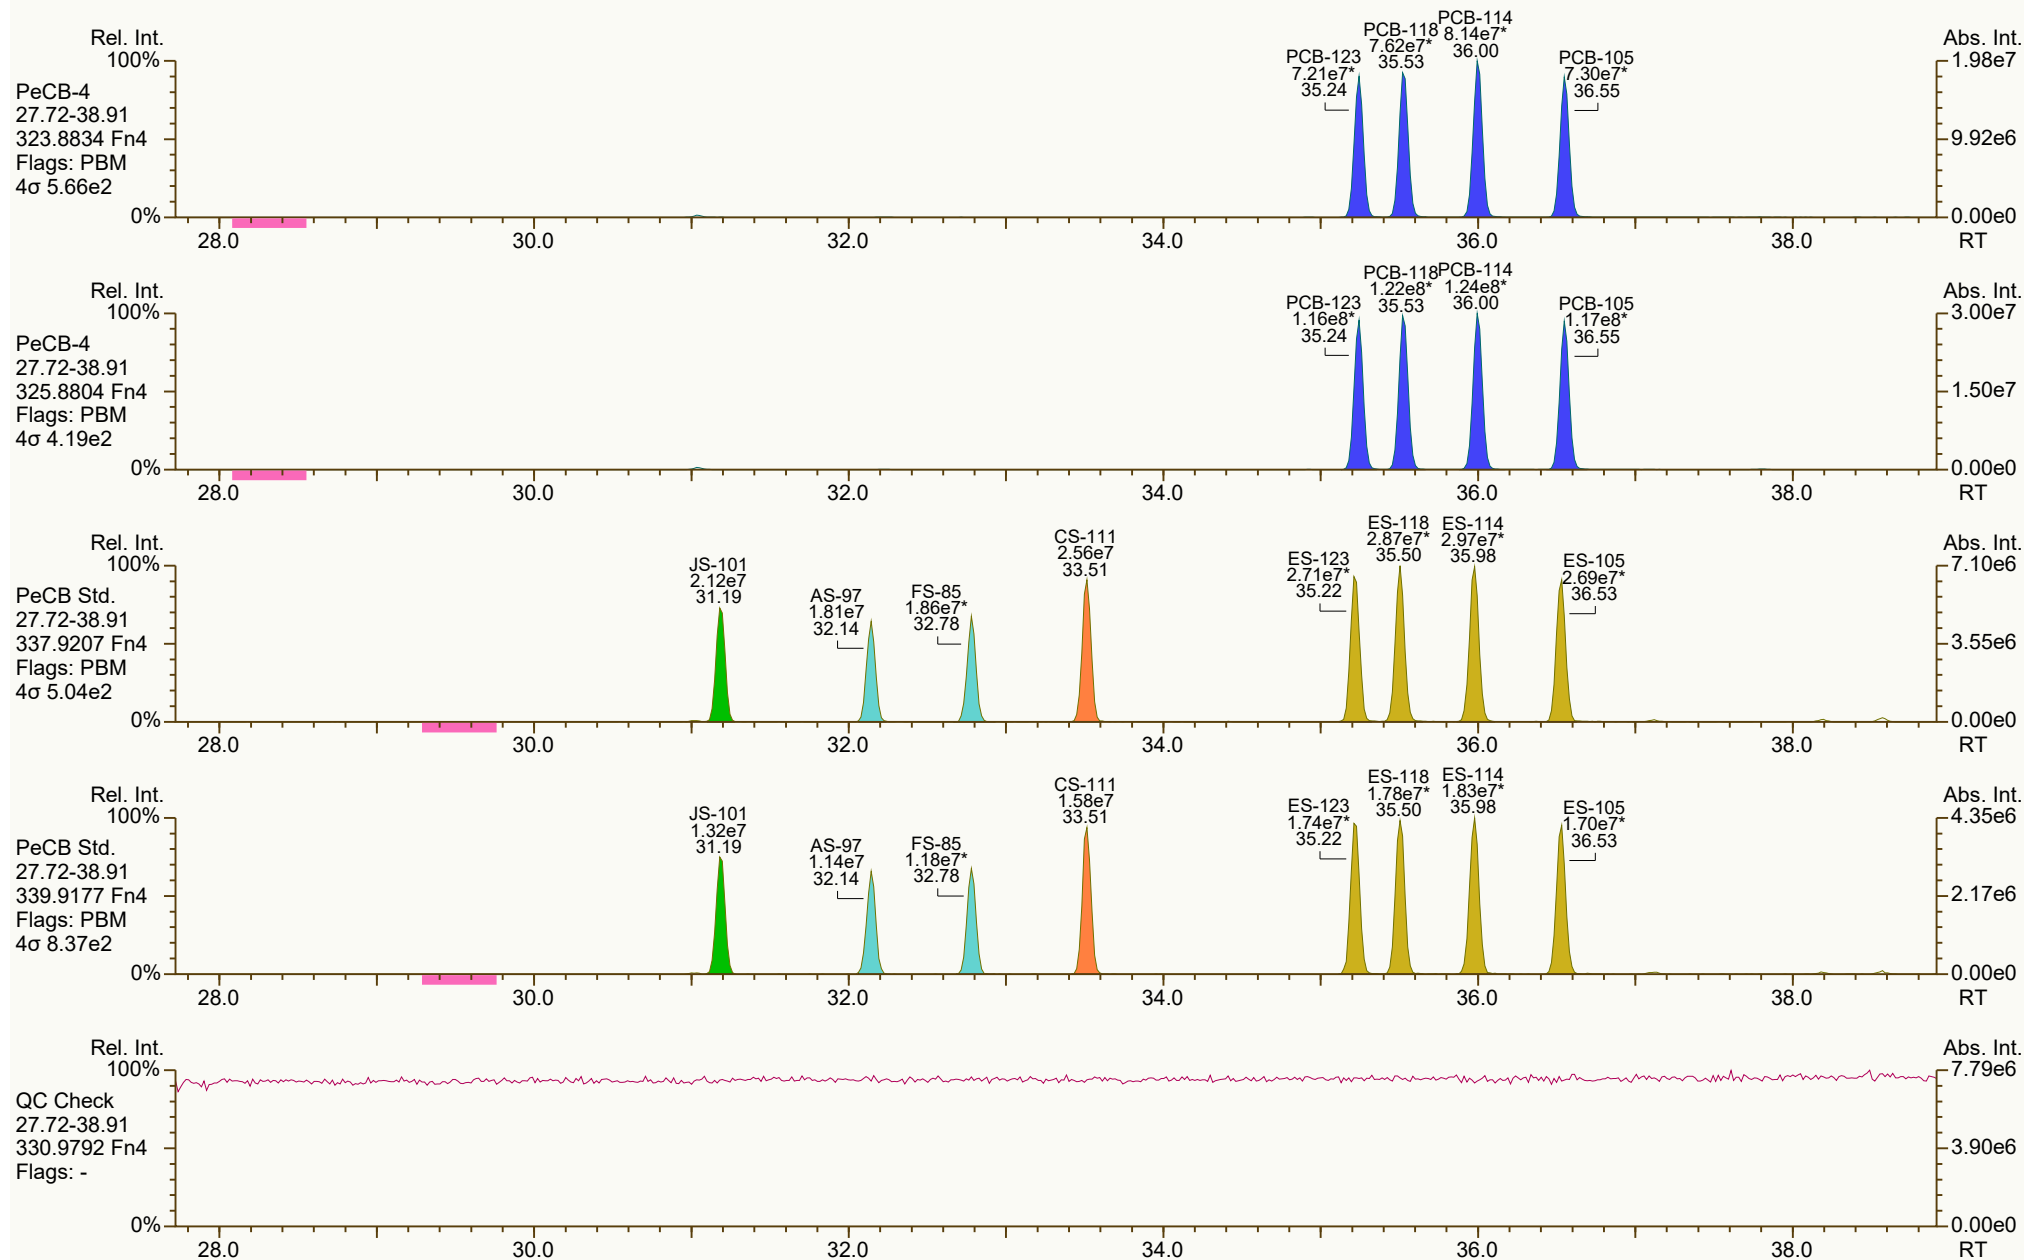 Rel. Int.
100%
0%
PeCB-4
27.72-38.91
323.8834 Fn4
Flags: PBM
4σ 5.66e2
PCB-123
7.21e7*
35.24
PCB-118
7.62e7*
35.53
PCB-114
8.14e7*
36.00
PCB-105
7.30e7*
36.55
Abs. Int.
1.98e7
9.92e6
0.00e0
28.0 30.0 32.0 34.0 36.0 38.0 RT
Rel. Int.
100%
0%
PeCB-4
27.72-38.91
325.8804 Fn4
Flags: PBM
4σ 4.19e2
PCB-123
1.16e8*
35.24
PCB-118
1.22e8*
35.53
PCB-114
1.24e8*
36.00
PCB-105
1.17e8*
36.55
Abs. Int.
3.00e7
1.50e7
0.00e0
28.0 30.0 32.0 34.0 36.0 38.0 RT
Rel. Int.
100%
0%
PeCB Std.
27.72-38.91
337.9207 Fn4
Flags: PBM
4σ 5.04e2
JS-101
2.12e7
31.19
AS-97
1.81e7
32.14
FS-85
1.86e7*
32.78
CS-111
2.56e7
33.51
ES-123
2.71e7*
35.22
ES-118
2.87e7*
35.50
ES-114
2.97e7*
35.98
ES-105
2.69e7*
36.53
Abs. Int.
7.10e6
3.55e6
0.00e0
28.0 30.0 32.0 34.0 36.0 38.0 RT
Rel. Int.
100%
0%
PeCB Std.
27.72-38.91
339.9177 Fn4
Flags: PBM
4σ 8.37e2
JS-101
1.32e7
31.19
AS-97
1.14e7
32.14
FS-85
1.18e7*
32.78
CS-111
1.58e7
33.51
ES-123
1.74e7*
35.22
ES-118
1.78e7*
35.50
ES-114
1.83e7*
35.98
ES-105
1.70e7*
36.53
Abs. Int.
4.35e6
2.17e6
0.00e0
28.0 30.0 32.0 34.0 36.0 38.0 RT
Rel. Int.
100%
0%
QC Check
27.72-38.91
330.9792 Fn4
Flags: -
Abs. Int.
7.79e6
3.90e6
0.00e0
28.0 30.0 32.0 34.0 36.0 38.0 RT